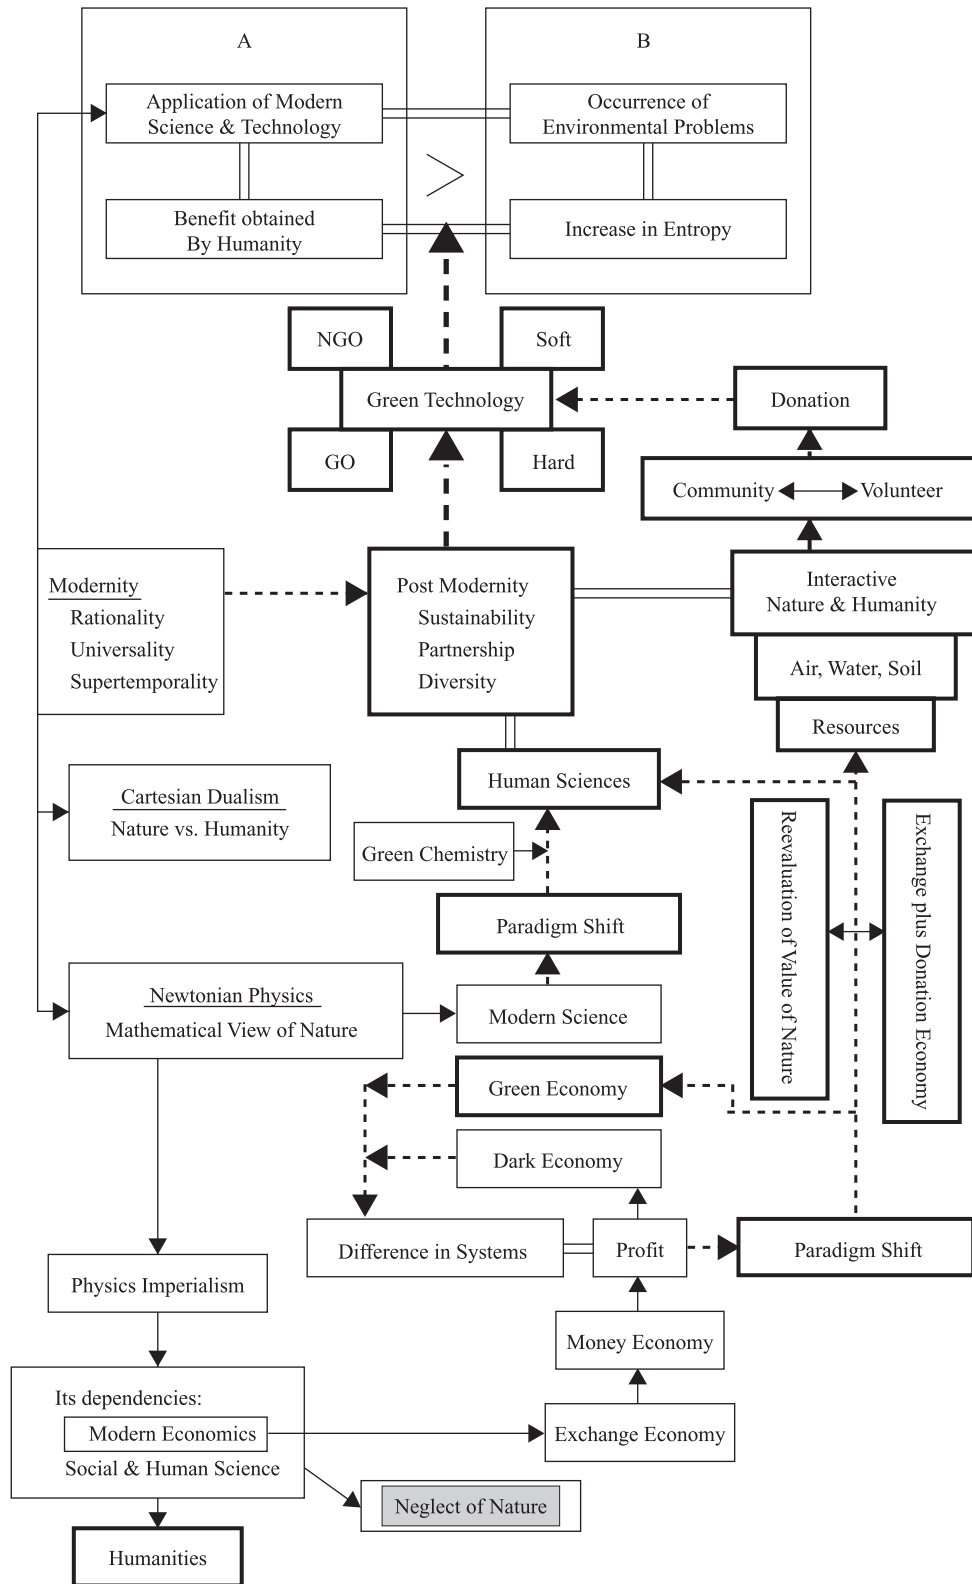 A
B
Application of Modern
Science & Technology
Occurrence of
Environmental Problems
>
Benefit obtained
By Humanity
Increase in Entropy
NGO
Soft
Green Technology
Donation
GO
Hard
Community
Volunteer
Modernity
Rationality
Universality
Supertemporality
Post Modernity
Sustainability
Partnership
Diversity
Interactive
Nature & Humanity
Air, Water, Soil
Resources
Human Sciences
Cartesian Dualism
Nature vs. Humanity
Green Chemistry
Reevaluation of Value of Nature
Exchange plus Donation Economy
Paradigm Shift
Newtonian Physics
Mathematical View of Nature
Modern Science
Green Economy
Dark Economy
Difference in Systems
Profit
Paradigm Shift
Physics Imperialism
Money Economy
Its dependencies:
Modern Economics
Social & Human Science
Exchange Economy
Neglect of Nature
Humanities